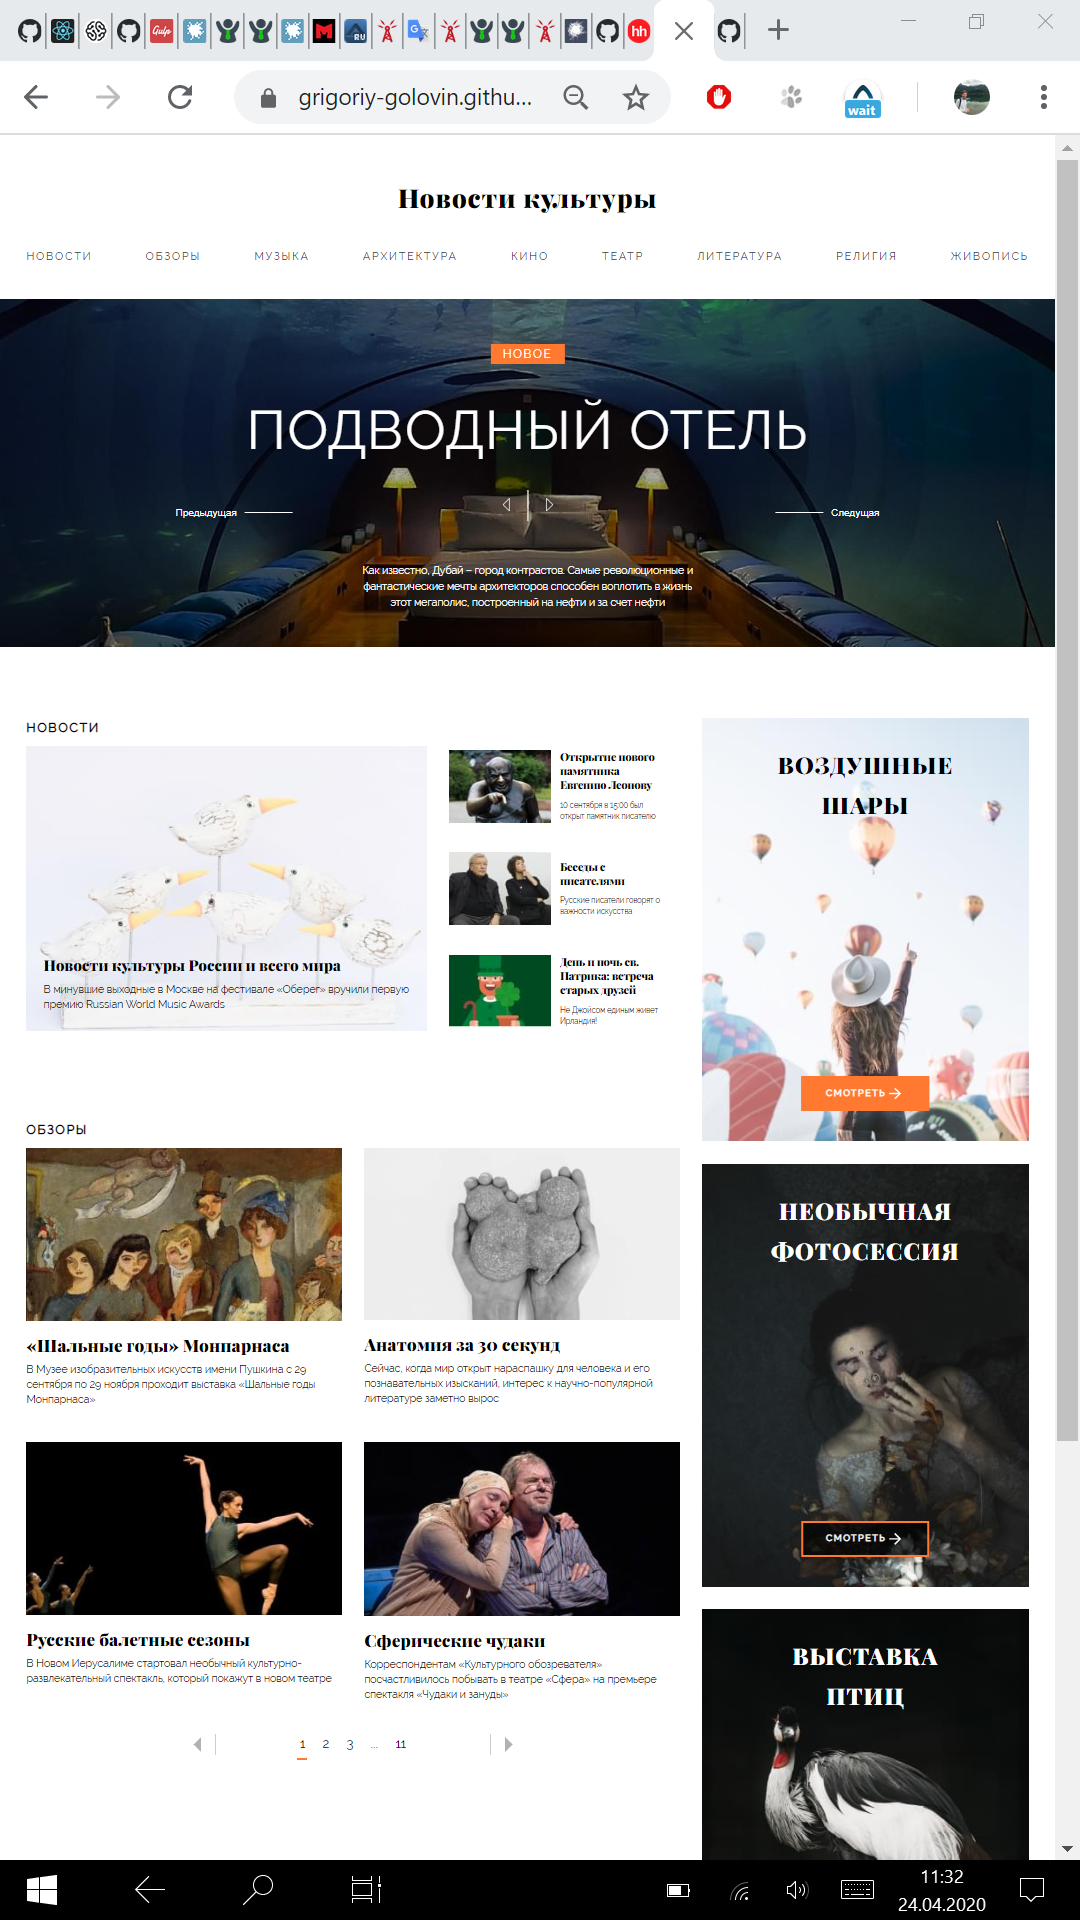 hh
grigoriy-golovin.githu...
wait
Новости культуры
НОВОСТИ
ОБЗОРЫ
МУЗЫКА
АРХИТЕКТУРА
КИНО
ТЕАТР
ЛИТЕРАТУРА
РЕЛИГИЯ
ЖИВОПИСЬ
НОВОЕ
ПОДВОДНЫЙ ОТЕЛЬ
Предыдущая
Следущая
Как известно, Дубай – город контрастов. Самые революционные и
фантастические мечты архитекторов способен воплотить в жизнь
этот мегаполис, построенный на нефти и за счет нефти
НОВОСТИ
Новости культуры России и всего мира
В минувшие выходные в Москве на фестивале «Оберег» вручили первую
премию Russian World Music Awards
Открытие нового
памятника
Евгению Леонову
10 сентября в 15:00 был
открыт памятник писателю
Беседы с
писателями
Русские писатели говорят о
важности искусства
День и ночь св.
Патрика: встреча
старых друзей
Не Джойсом единым живет
Ирландия!
ВОЗДУШНЫЕ
ШАРЫ
СМОТРЕТЬ
ОБЗОРЫ
«Шальные годы» Монпарнаса
В Музее изобразительных искусств имени Пушкина с 29
сентября по 29 ноября проходит выставка «Шальные годы
Монпарнаса»
Анатомия за 30 секунд
Сейчас, когда мир открыт нараспашку для человека и его
познавательных изысканий, интерес к научно-популярной
литературе заметно вырос
НЕОБЫЧНАЯ
ФОТОСЕССИЯ
СМОТРЕТЬ
Русские балетные сезоны
В Новом Иерусалиме стартовал необычный культурно-
развлекательный спектакль, который покажут в новом театре
Сферические чудаки
Корреспондентам «Культурного обозревателя»
посчастливилось побывать в театре «Сфера» на премьере
спектакля «Чудаки и зануды»
ВЫСТАВКА
ПТИЦ
1 2 3 ... 11
11:32
24.04.2020